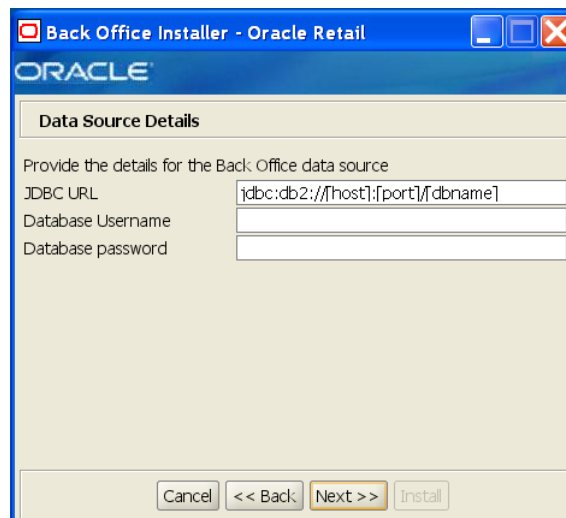 Back Office Installer - Oracle Retail
ORACLE
Data Source Details
Provide the details for the Back Office data source
JDBC URL jdbc:db2://[host]:[port]/[dbname]
Database Username
Database password
Cancel << Back Next >> Install